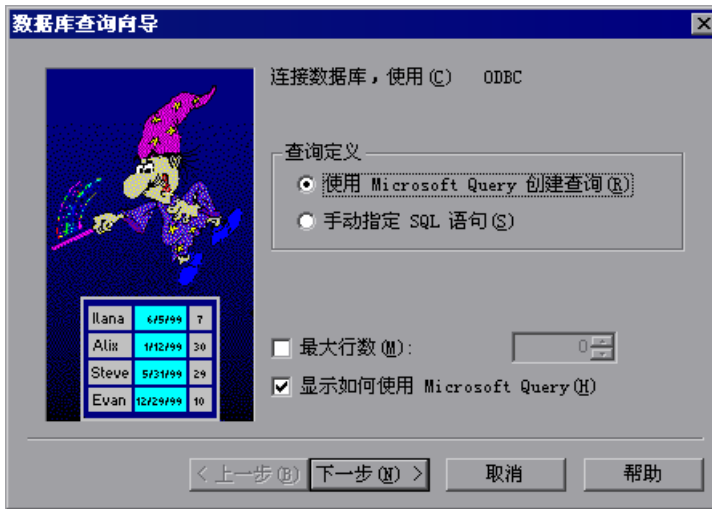 数据库查询向导
连接数据库，使用(C) ODBC
查询定义
使用 Microsoft Query 创建查询(R)
手动指定 SQL 语句(S)
Ilana 6/5/99 7
Alix 1/12/99 30
Steve 5/31/99 29
Evan 12/29/99 10
最大行数(M): 0
显示如何使用 Microsoft Query(H)
< 上一步(B) 下一步(N) > 取消 帮助